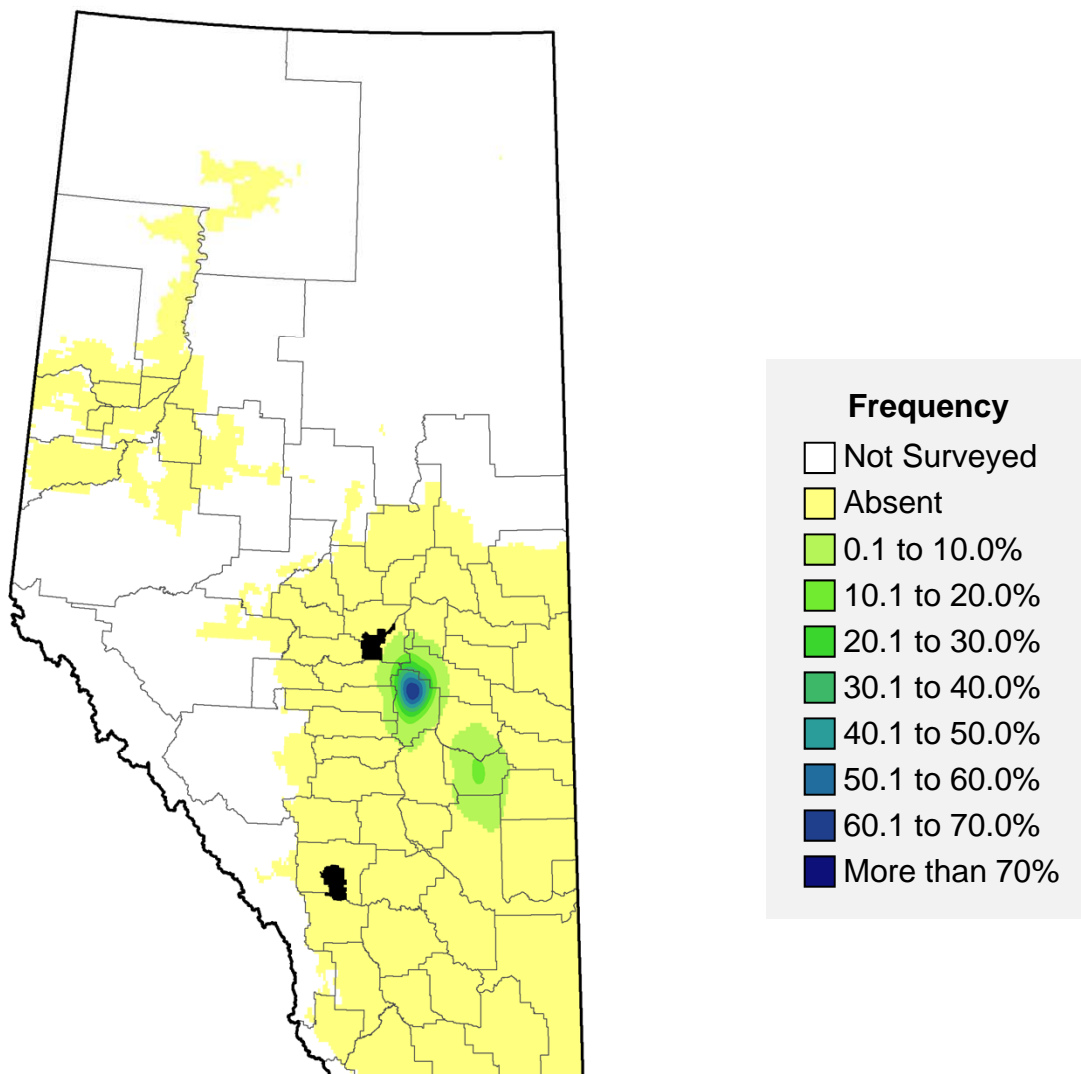 Frequency
Not Surveyed
Absent
0.1 to 10.0%
10.1 to 20.0%
20.1 to 30.0%
30.1 to 40.0%
40.1 to 50.0%
50.1 to 60.0%
60.1 to 70.0%
More than 70%